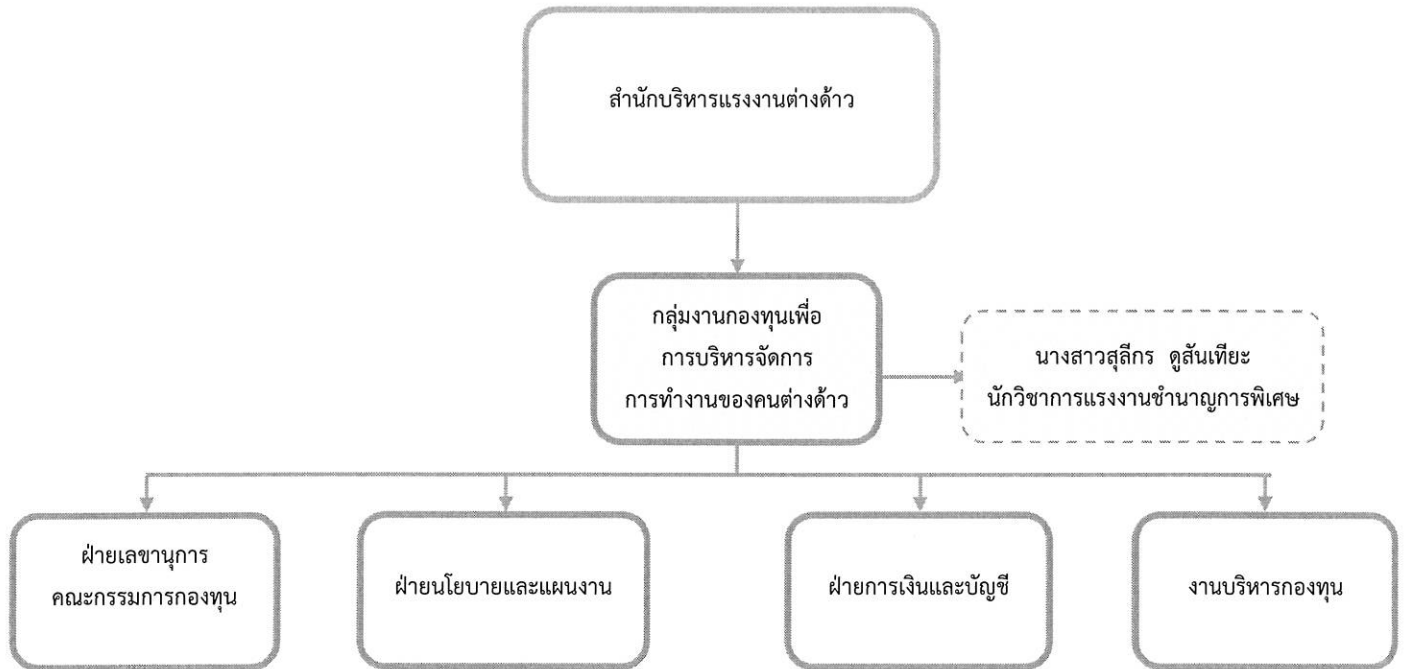 สำนักบริหารแรงงานต่างด้าว
กลุ่มงานกองทุนเพื่อ
การบริหารจัดการ
การทำงานของคนต่างด้าว
นางสาวสุลีกร ดูสันเทียะ
นักวิชาการแรงงานชำนาญการพิเศษ
ฝ่ายเลขานุการ
คณะกรรมการกองทุน
ฝ่ายนโยบายและแผนงาน
ฝ่ายการเงินและบัญชี
งานบริหารกองทุน